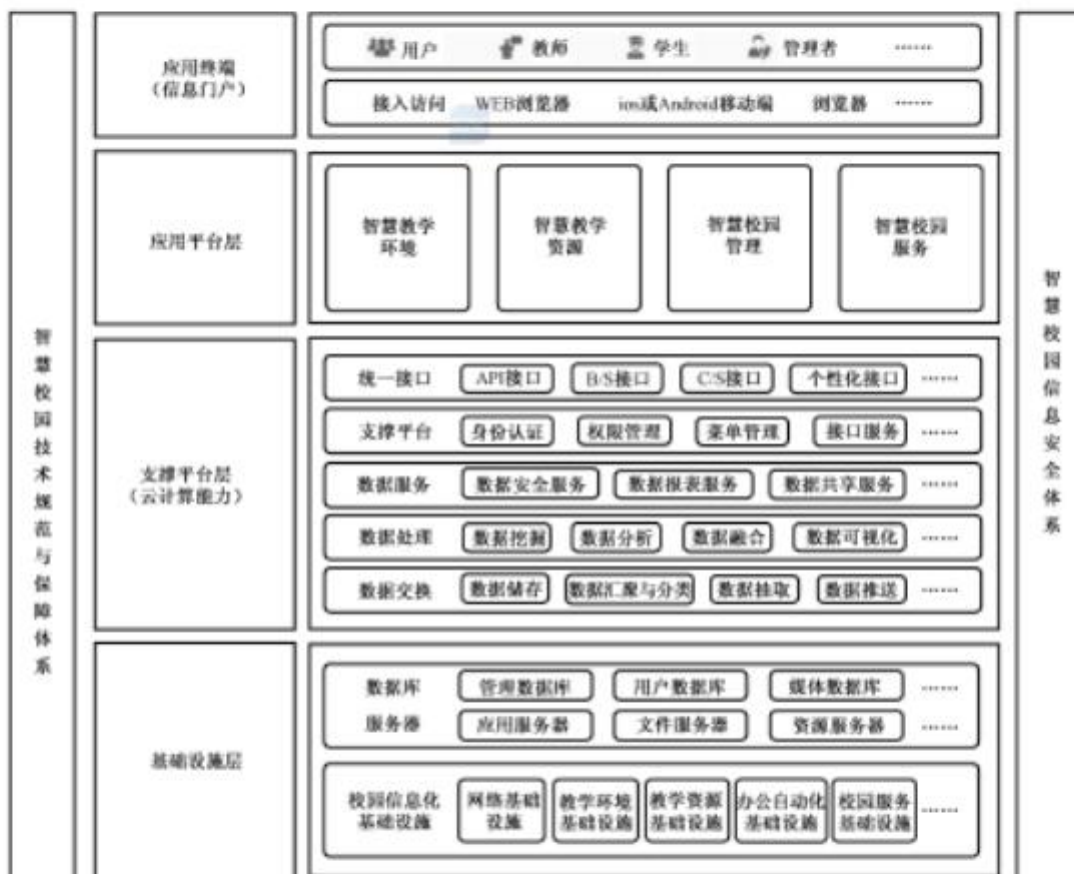 智慧校园技术规范与保障体系
应用终端
(信息门户)
用户 教师 学生 管理者 ……
接入访问 WEB浏览器 ios或Android移动端 浏览器 ……
应用平台层
智慧教学
环境
智慧教学
资源
智慧校园
管理
智慧校园
服务
支撑平台层
(云计算能力)
统一接口 API接口 B/S接口 C/S接口 个性化接口 ……
支撑平台 身份认证 权限管理 菜单管理 接口服务 ……
数据服务 数据安全服务 数据报表服务 数据共享服务 ……
数据处理 数据挖掘 数据分析 数据融合 数据可视化 ……
数据交换 数据储存 数据汇聚与分类 数据抽取 数据推送 ……
基础设施层
数据库 管理数据库 用户数据库 媒体数据库 ……
服务器 应用服务器 文件服务器 资源服务器 ……
校园信息化
基础设施
网络基础
设施
教学环境
基础设施
教学资源
基础设施
办公自动化
基础设施
校园服务
基础设施
……
智慧校园信息安全体系